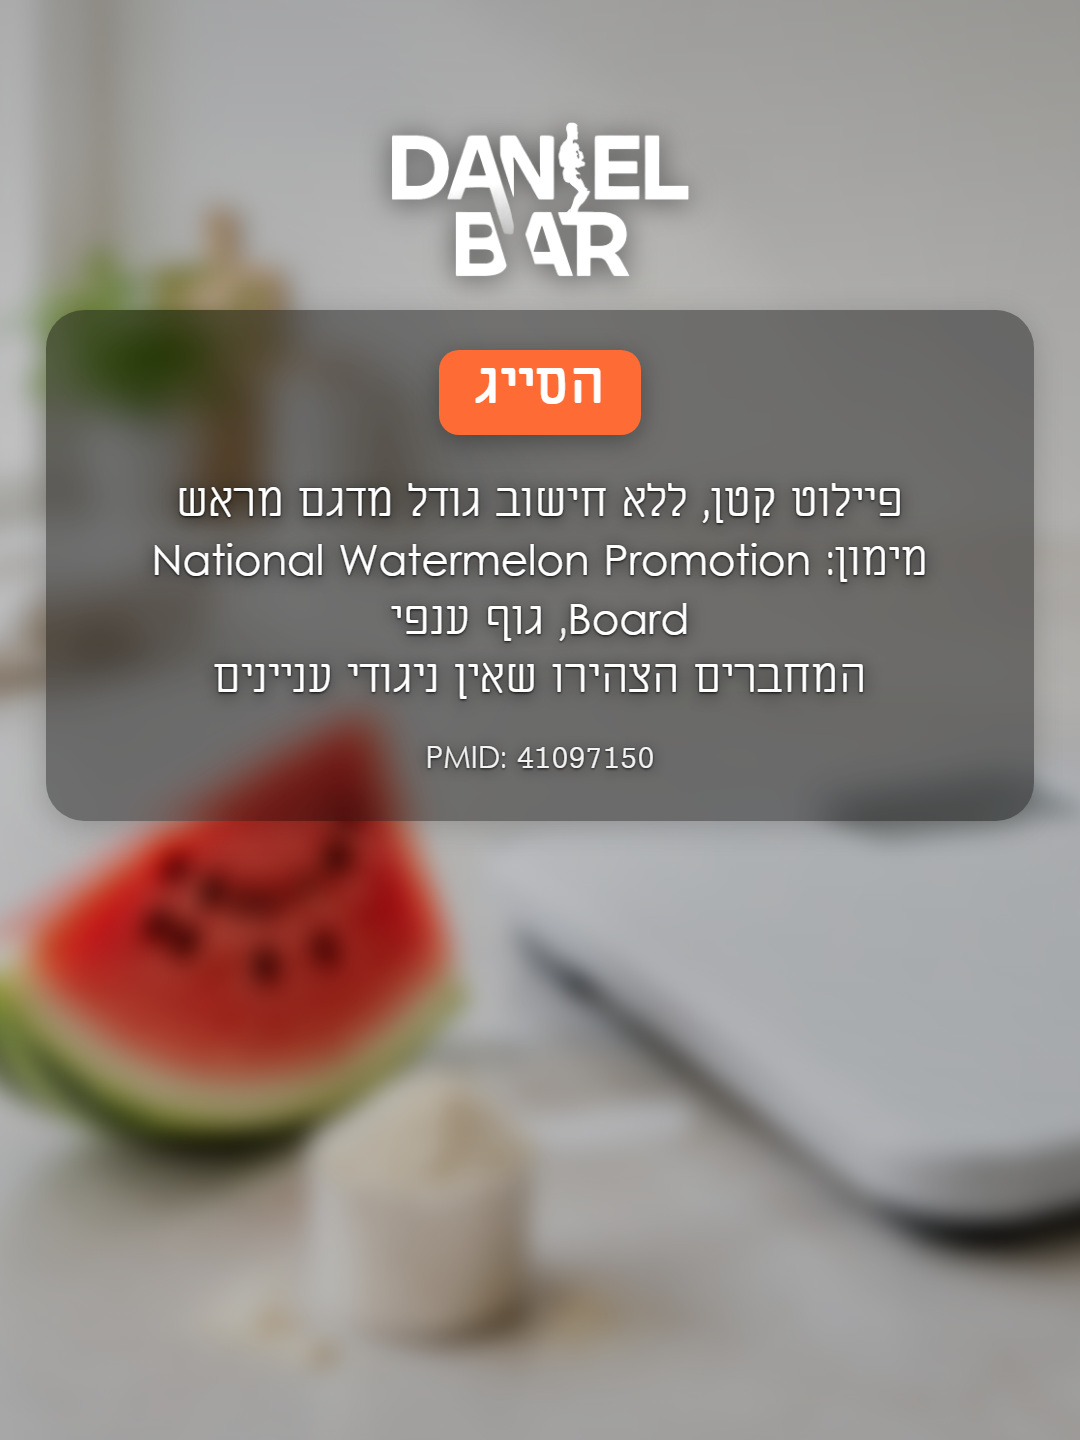 DANIEL
BAR
הסייג
פיילוט קטן, ללא חישוב גודל מדגם מראש
מימון: National Watermelon Promotion
Board, גוף ענפי
המחברים הצהירו שאין ניגודי עניינים
PMID: 41097150